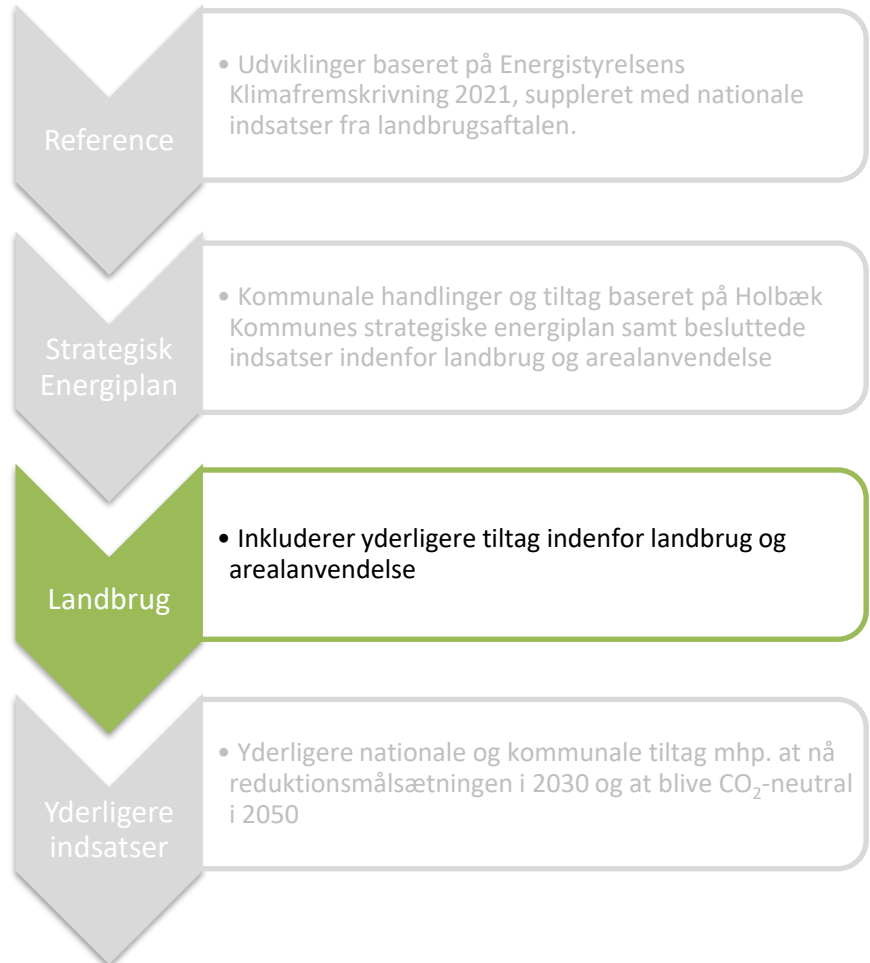 Reference
• Udviklinger baseret på Energistyrelsens
Klimafremskrivning 2021, suppleret med nationale
indsatser fra landbrugsaftalen.
Strategisk
Energiplan
• Kommunale handlinger og tiltag baseret på Holbæk
Kommunes strategiske energiplan samt besluttede
indsatser indenfor landbrug og arealanvendelse
Landbrug
• Inkluderer yderligere tiltag indenfor landbrug og
arealanvendelse
Yderligere
indsatser
• Yderligere nationale og kommunale tiltag mhp. at nå
reduktionsmålsætningen i 2030 og at blive CO₂-neutral
i 2050